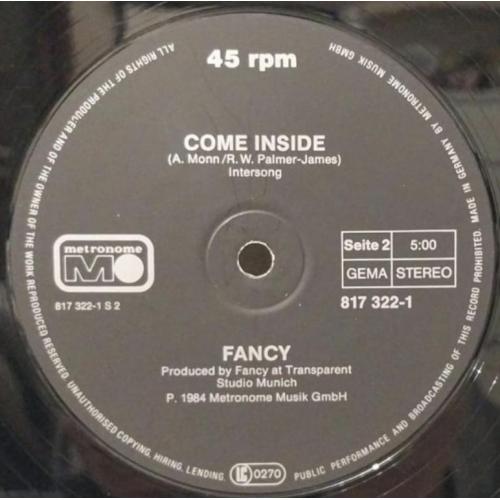 45 rpm
COME INSIDE
(A. Monn/R. W. Palmer-James)
Intersong
metronome
M
817 322-1 S 2
Seite 2 5:00
GEMA STEREO
817 322-1
FANCY
Produced by Fancy at Transparent
Studio Munich
P. 1984 Metronome Musik GmbH
LC 0270
ALL RIGHTS OF THE PRODUCER AND OF THE OWNER OF THE WORK REPRODUCED RESERVED. UNAUTHORISED COPYING, HIRING, LENDING, PUBLIC PERFORMANCE AND BROADCASTING OF THIS RECORD PROHIBITED. MADE IN GERMANY BY METRONOME MUSIK GMBH